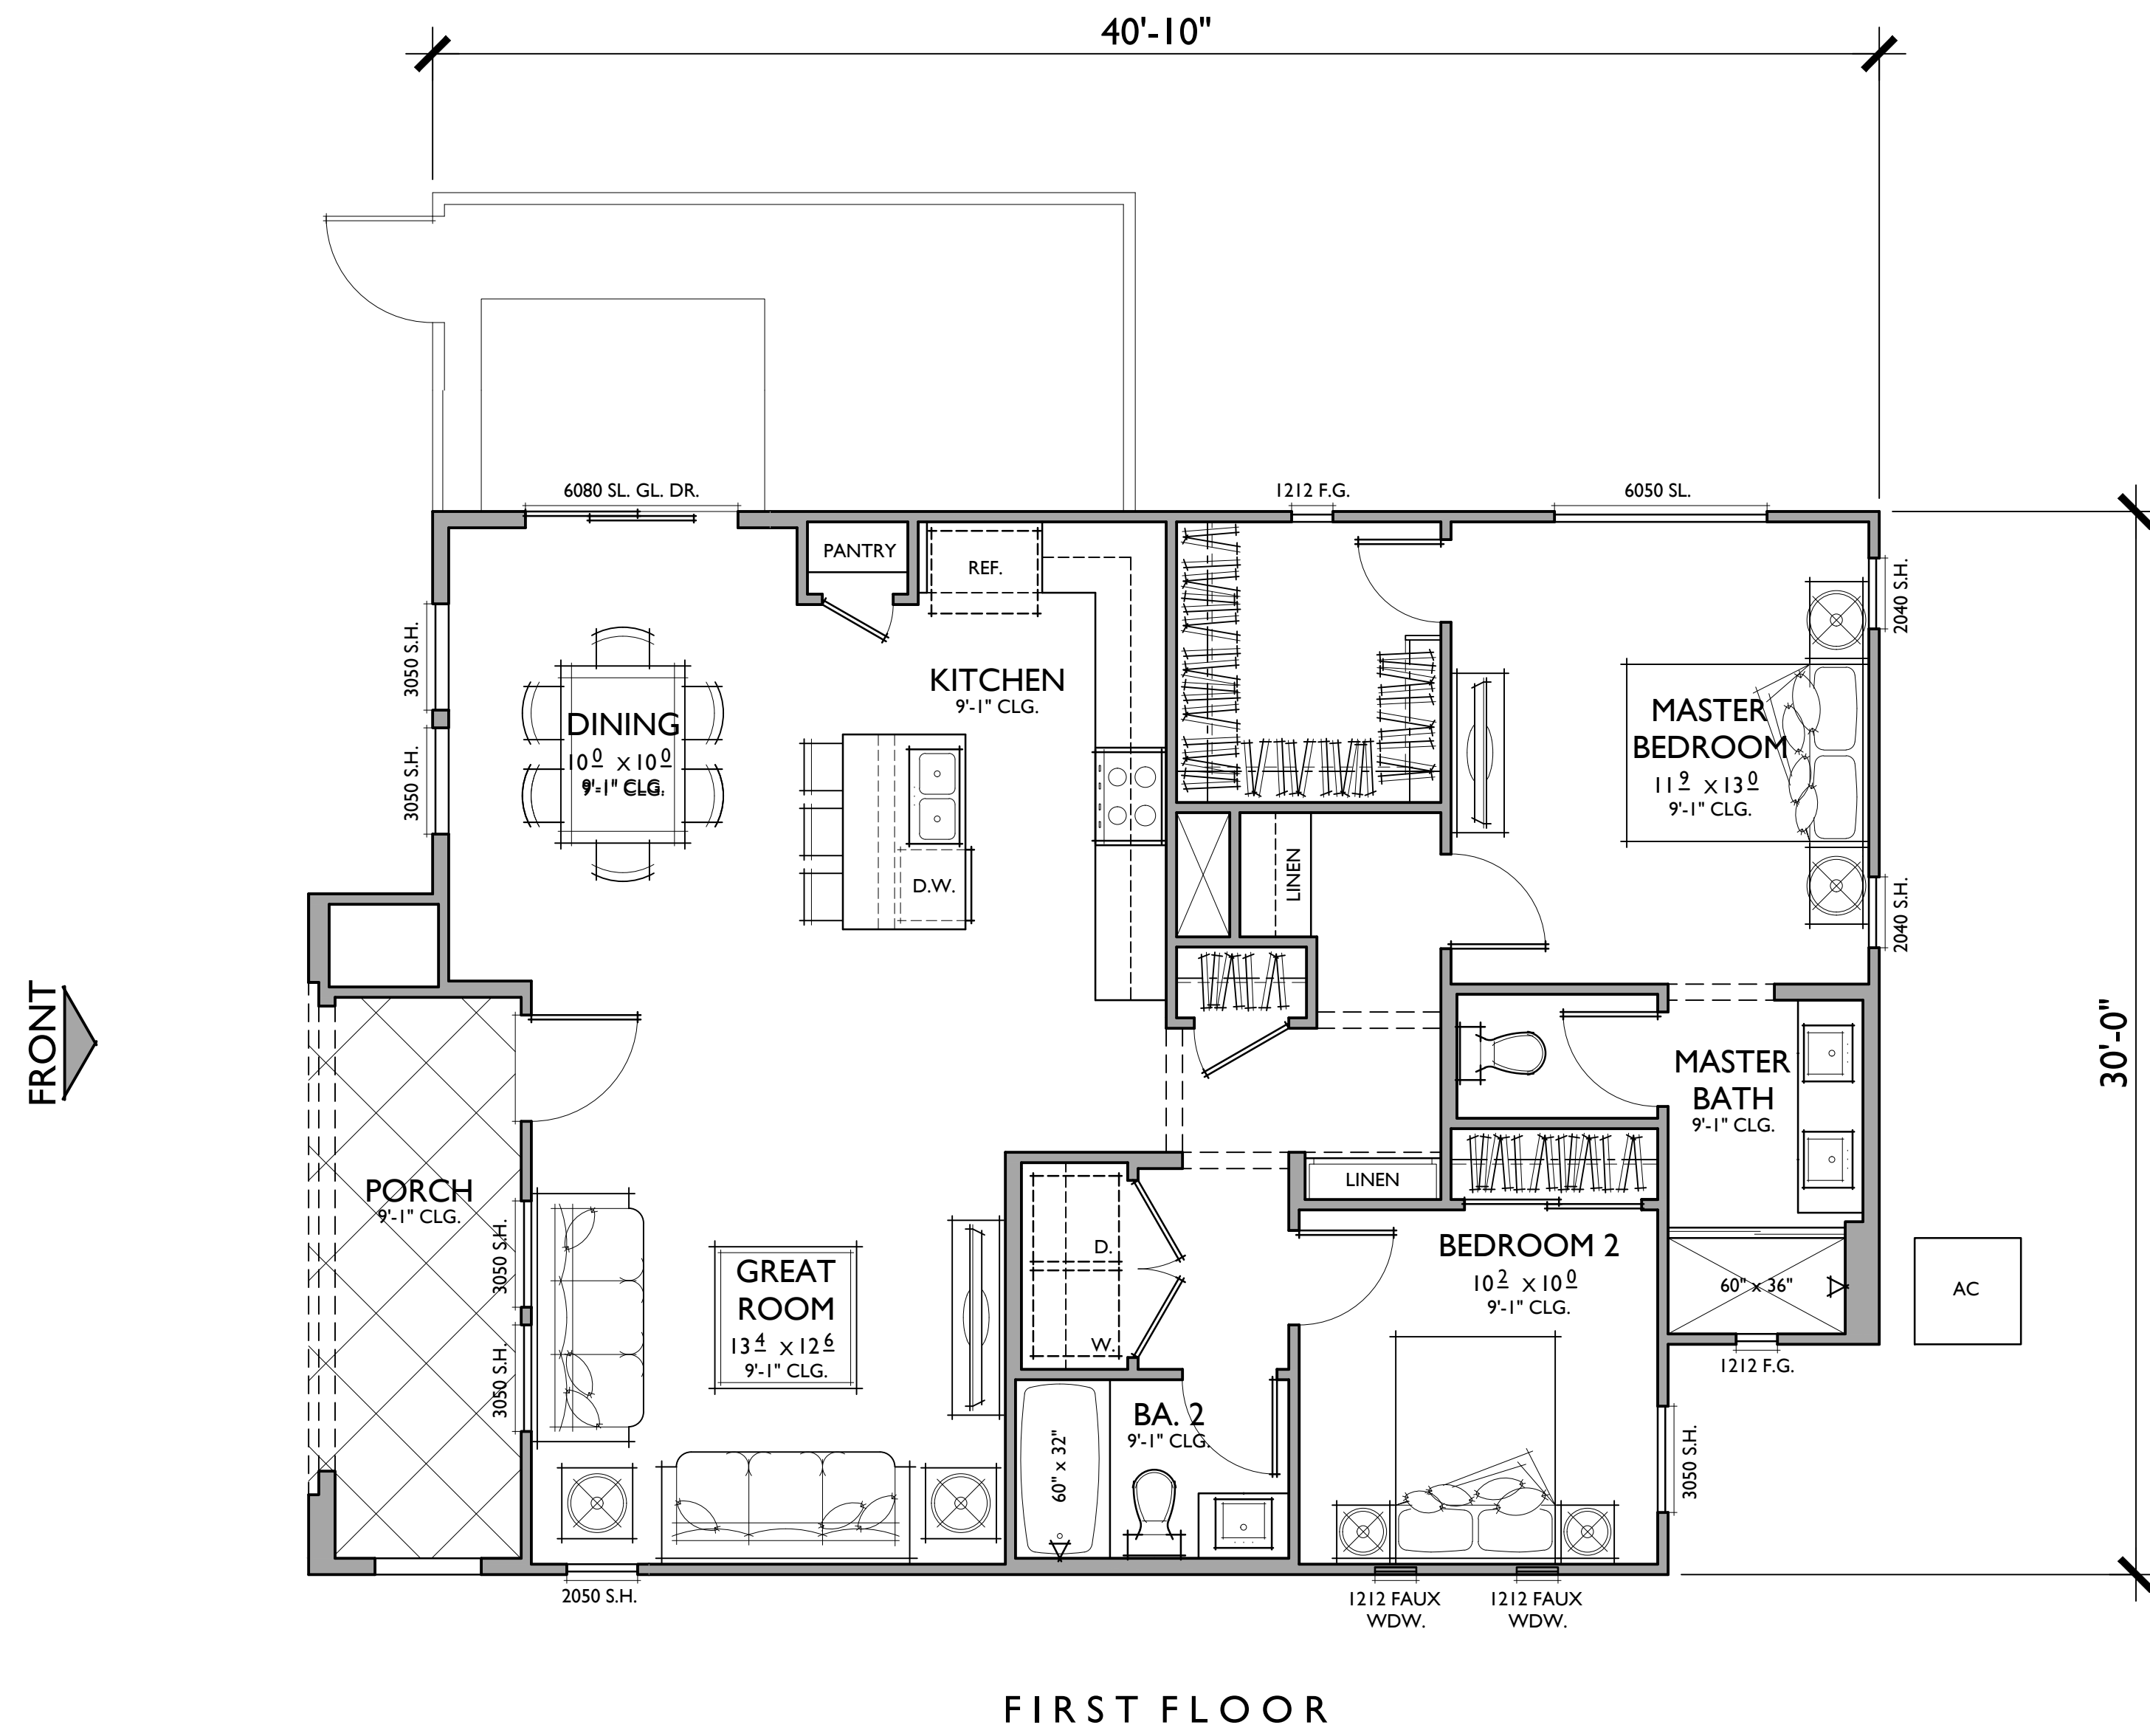 40'-10"
6080 SL. GL. DR.
1212 F.G.
6050 SL.
PANTRY
REF.
2040 S.H.
3050 S.H.
KITCHEN
9'-1" CLG.
DINING
10 0 X 10 0
9'-1" CLG.
MASTER
BEDROOM
11 9 X 13 0
9'-1" CLG.
3050 S.H.
D.W.
LINEN
2040 S.H.
FRONT
30'-0"
MASTER
BATH
9'-1" CLG.
PORCH
9'-1" CLG.
LINEN
3050 S.H.
D.
BEDROOM 2
10 2 X 10 0
9'-1" CLG.
GREAT
ROOM
13 4 X 12 6
9'-1" CLG.
60" x 36"
AC
W.
3050 S.H.
1212 F.G.
BA. 2
9'-1" CLG.
60" x 32"
3050 S.H.
2050 S.H.
1212 FAUX
WDW.
1212 FAUX
WDW.
FIRST FLOOR